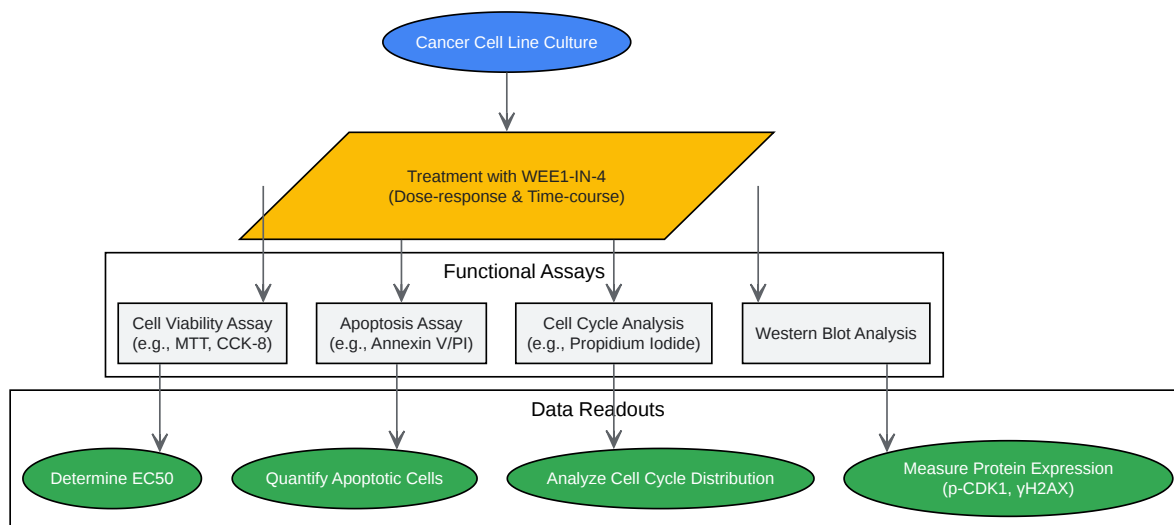 Cancer Cell Line Culture
Treatment with WEE1-IN-4
(Dose-response & Time-course)
Functional Assays
Cell Viability Assay
(e.g., MTT, CCK-8)
Apoptosis Assay
(e.g., Annexin V/PI)
Cell Cycle Analysis
(e.g., Propidium Iodide)
Western Blot Analysis
Data Readouts
Determine EC50
Quantify Apoptotic Cells
Analyze Cell Cycle Distribution
Measure Protein Expression
(p-CDK1, γH2AX)